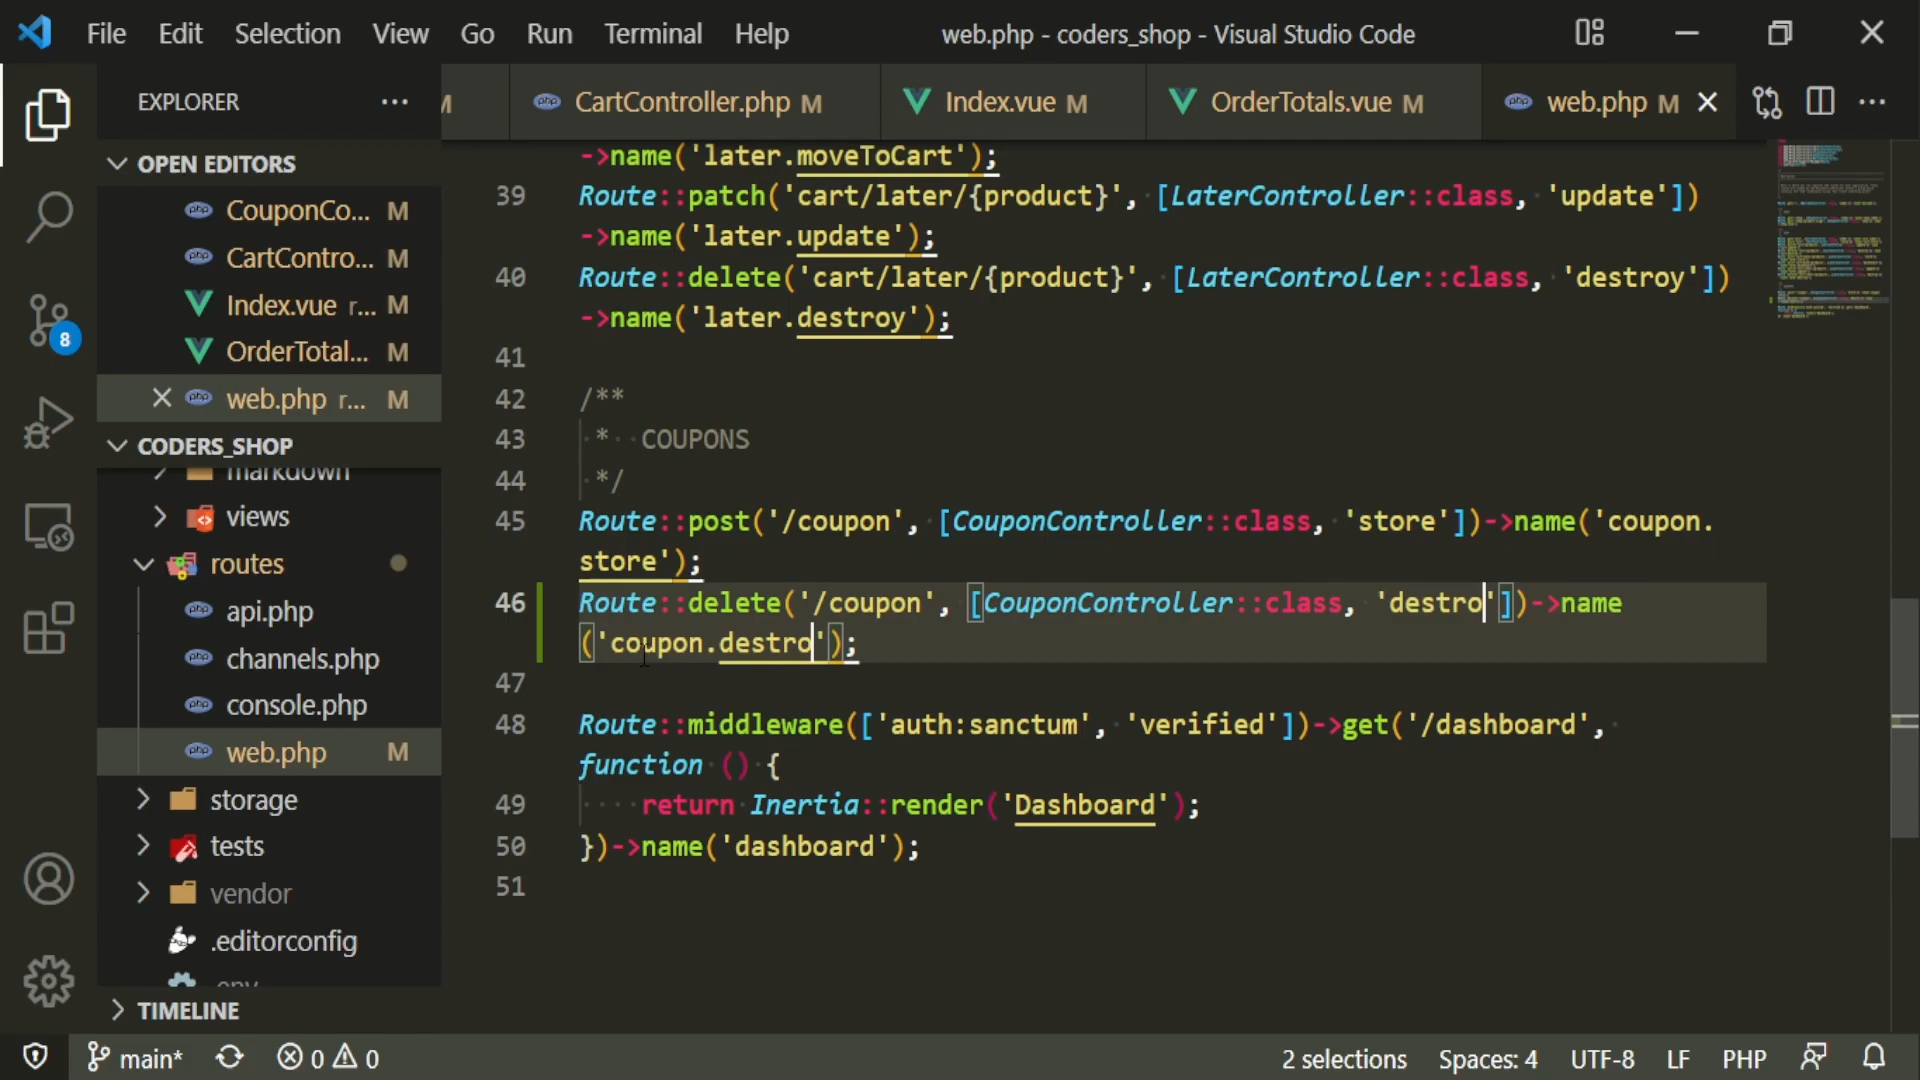 File Edit Selection View Go Run Terminal Help
web.php - coders_shop - Visual Studio Code
EXPLORER
M CartController.php M Index.vue M OrderTotals.vue M web.php M
OPEN EDITORS
CouponCo... M
CartContro... M
Index.vue r... M
OrderTotal... M
web.php r... M
CODERS_SHOP
markdown
views
routes
api.php
channels.php
console.php
web.php M
storage
tests
vendor
.editorconfig
.env
TIMELINE
->name('later.moveToCart');
39 Route::patch('cart/later/{product}', [LaterController::class, 'update'])
->name('later.update');
40 Route::delete('cart/later/{product}', [LaterController::class, 'destroy'])
->name('later.destroy');
41
42 /**
43 * COUPONS
44 */
45 Route::post('/coupon', [CouponController::class, 'store'])->name('coupon.
store');
46 Route::delete('/coupon', [CouponController::class, 'destro'])->name
('coupon.destro');
47
48 Route::middleware(['auth:sanctum', 'verified'])->get('/dashboard',
function () {
49 return Inertia::render('Dashboard');
50 })->name('dashboard');
51
8
main* 0 0 2 selections Spaces: 4 UTF-8 LF PHP